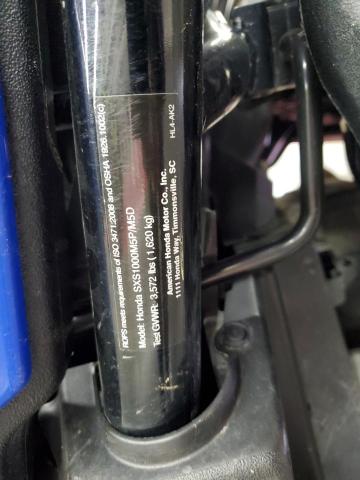 ROPS meets requirements of ISO 3471:2008 and OSHA 1928.1002(c)
Model: Honda SXS1000M5P/M5D
Test GVWR: 3,572 lbs (1,620 kg)
American Honda Motor Co., Inc.
1111 Honda Way, Timmonsville, SC
HL4-AK2